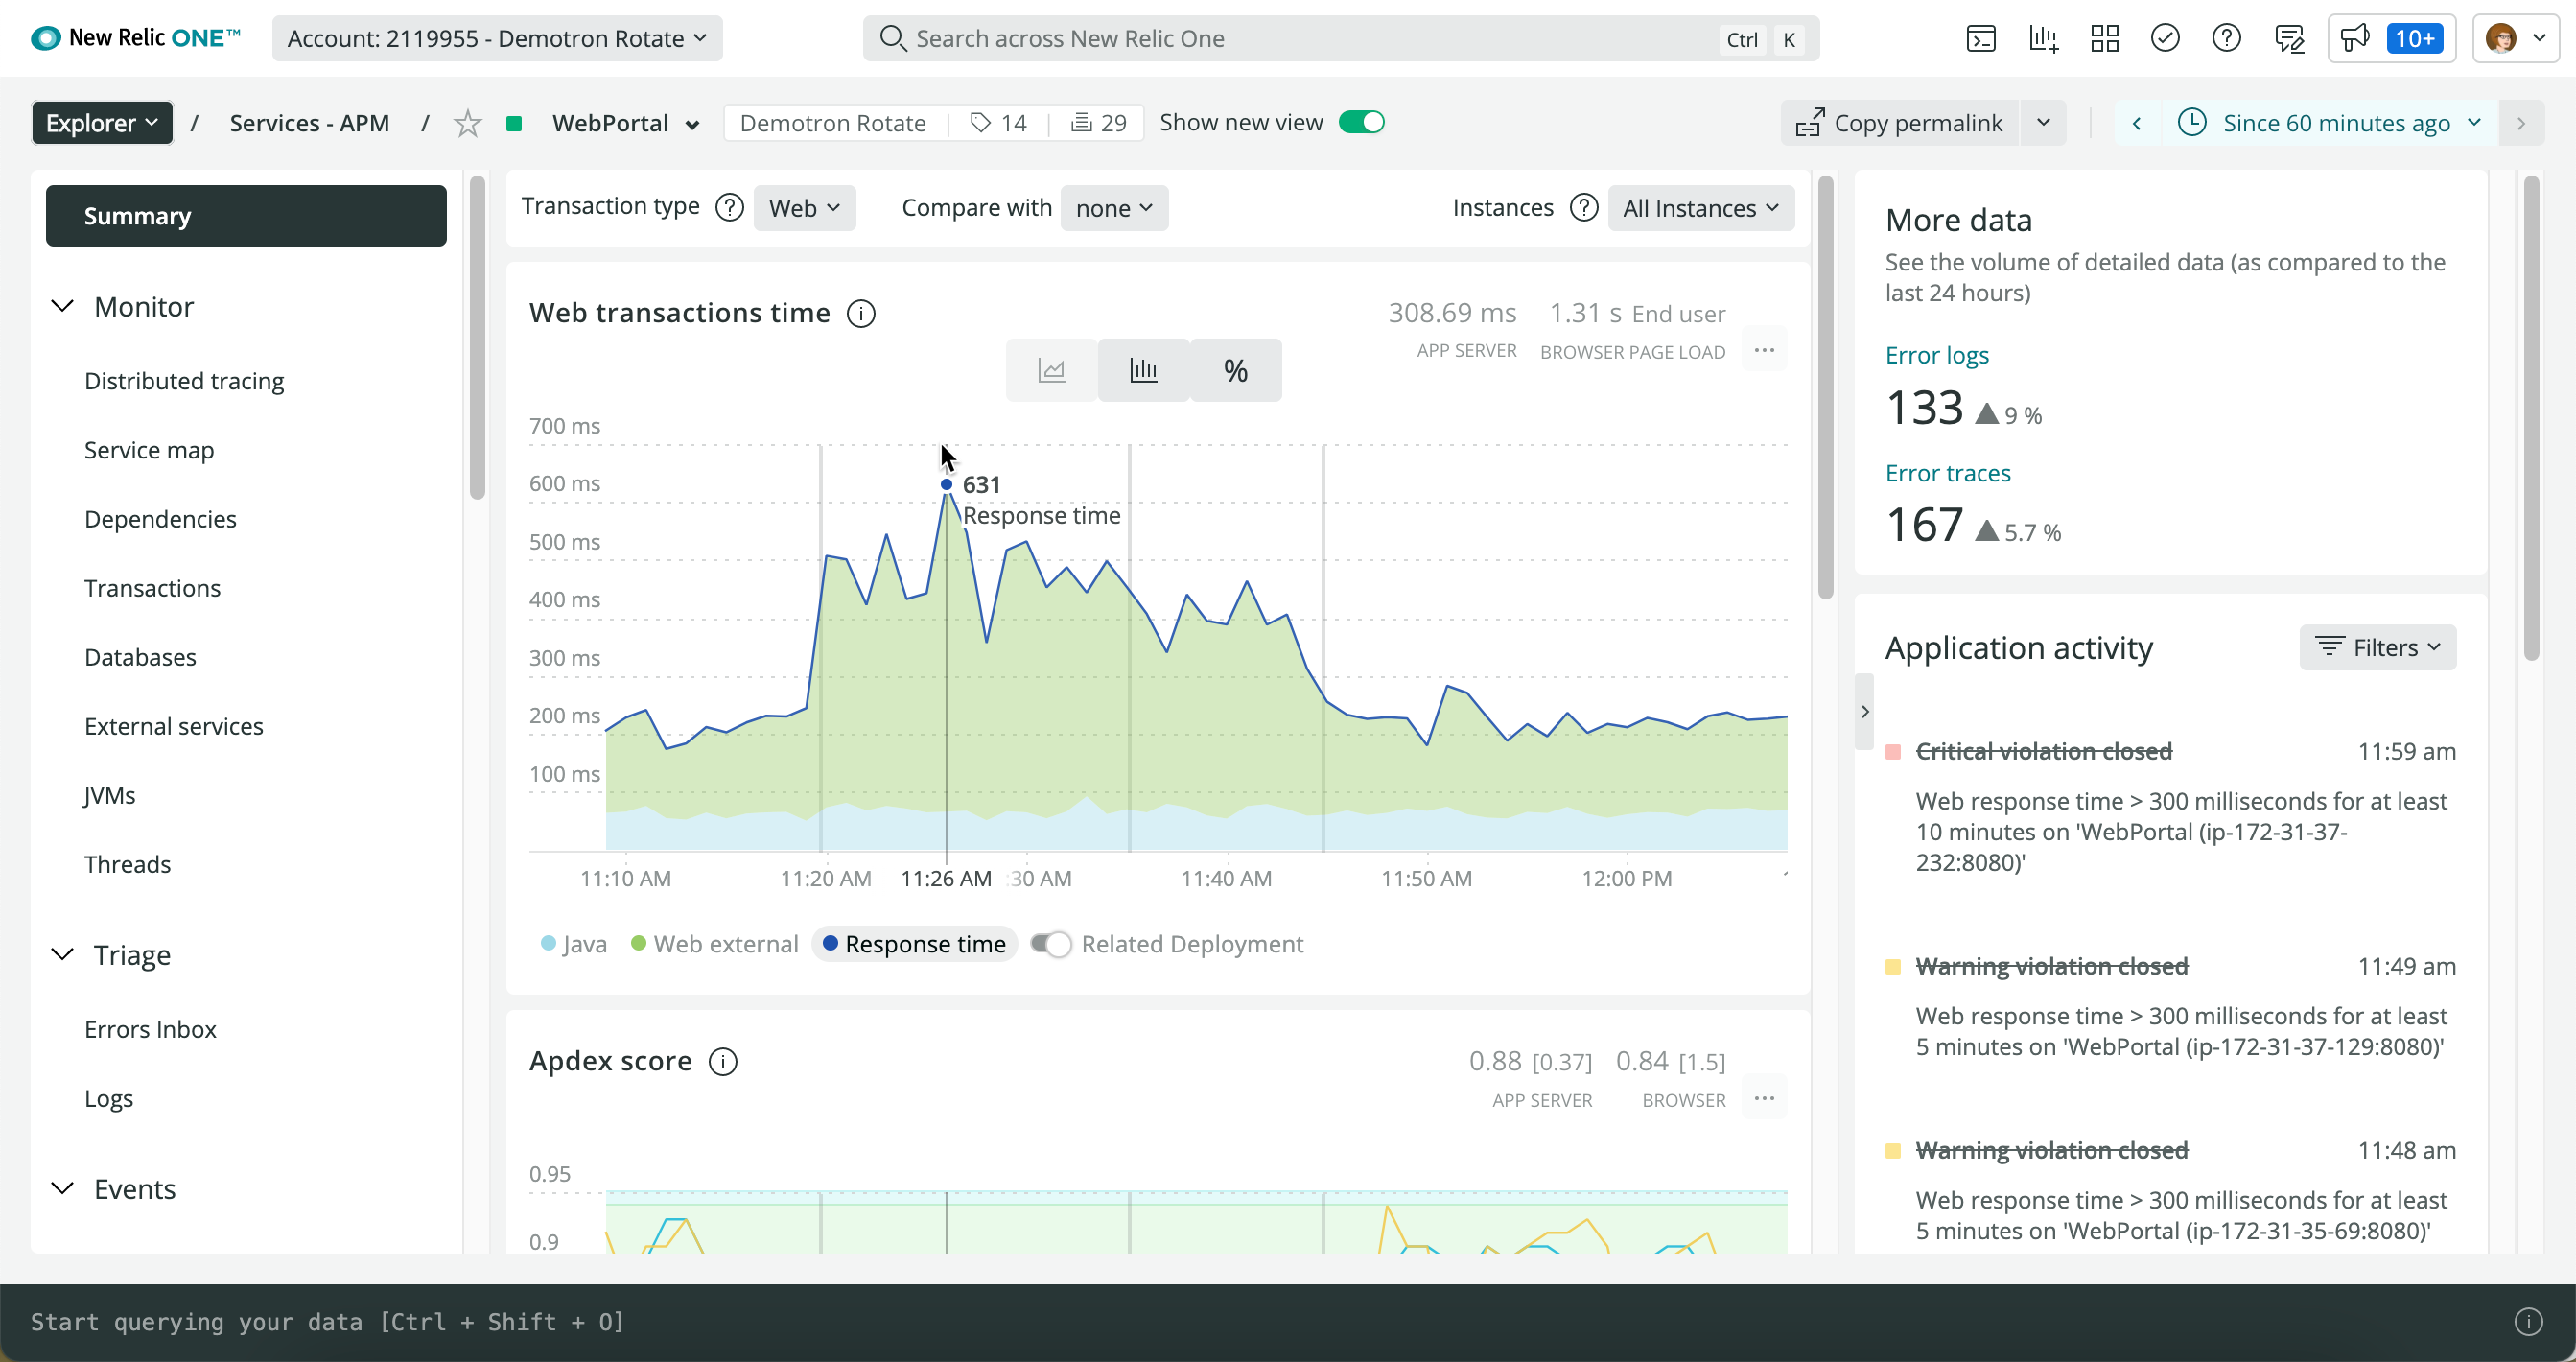 New Relic ONE™
Account: 2119955 - Demotron Rotate
Search across New Relic One
Ctrl K
10+
Explorer / Services - APM / WebPortal
Demotron Rotate 14 29
Show new view
Copy permalink
Since 60 minutes ago
Summary
Monitor
Distributed tracing
Service map
Dependencies
Transactions
Databases
External services
JVMs
Threads
Triage
Errors Inbox
Logs
Events
Transaction type ? Web
Compare with none
Instances ? All Instances
Web transactions time i
308.69 ms
APP SERVER
1.31 s End user
BROWSER PAGE LOAD
...
%
700 ms
600 ms
500 ms
400 ms
300 ms
200 ms
100 ms
631
Response time
11:10 AM 11:20 AM 11:26 AM :30 AM 11:40 AM 11:50 AM 12:00 PM
Java Web external Response time Related Deployment
Apdex score i
0.88 [0.37]
APP SERVER
0.84 [1.5]
BROWSER
...
0.95
0.9
More data
See the volume of detailed data (as compared to the
last 24 hours)
Error logs
133 ▲ 9 %
Error traces
167 ▲ 5.7 %
Application activity
Filters
Critical violation closed 11:59 am
Web response time > 300 milliseconds for at least
10 minutes on 'WebPortal (ip-172-31-37-
232:8080)'
Warning violation closed 11:49 am
Web response time > 300 milliseconds for at least
5 minutes on 'WebPortal (ip-172-31-37-129:8080)'
Warning violation closed 11:48 am
Web response time > 300 milliseconds for at least
5 minutes on 'WebPortal (ip-172-31-35-69:8080)'
Start querying your data [Ctrl + Shift + O]